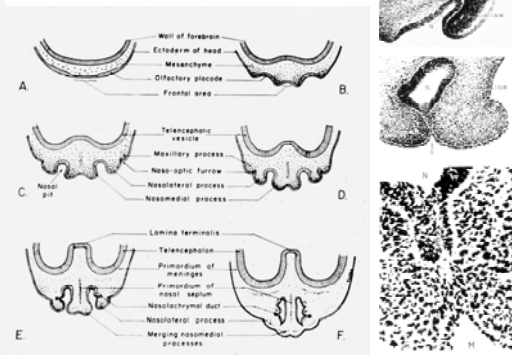 Wall of forebrain
Ectoderm of head
Mesenchyme
Olfactory placode
Frontal area
A.
B.
Telencephalic
vesicle
Maxillary process
Naso-optic furrow
Nasolateral process
Nasomedial process
Nasal
pit
C.
D.
Lamina terminalis
Telencephalon
Primordium of
meninges
Primordium of
nasal septum
Nasolachrymal duct
Nasolateral process
Merging nasomedial
processes
E.
F.
N
M